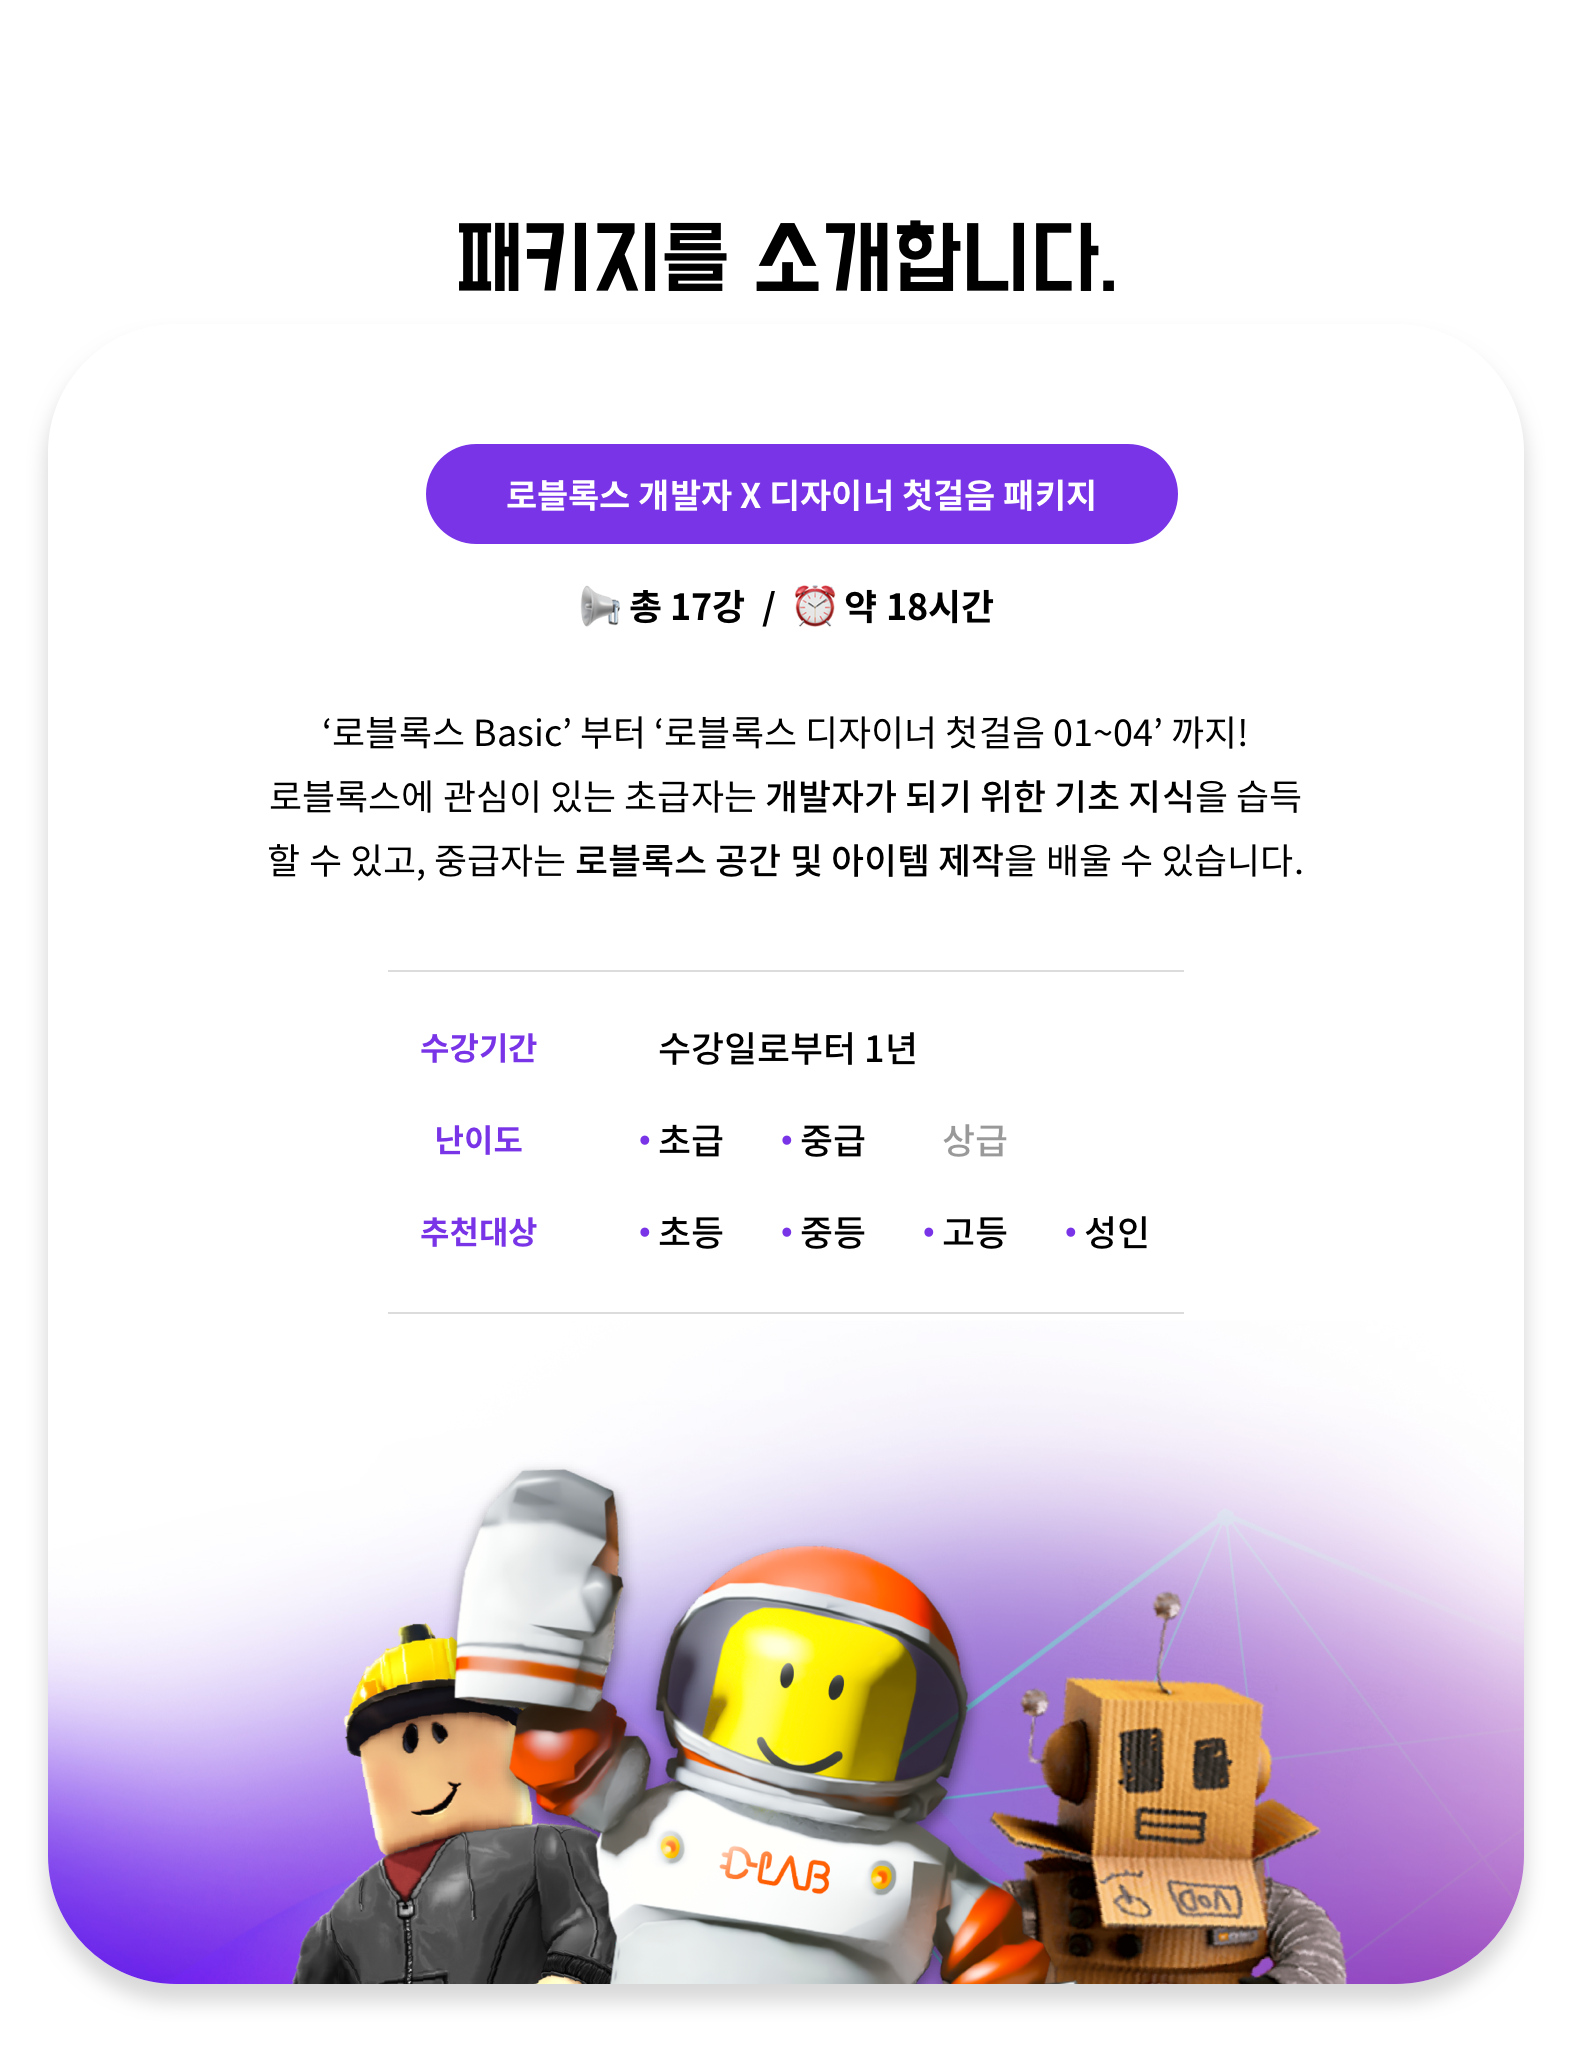 패키지를 소개합니다.
로블록스 개발자 X 디자이너 첫걸음 패키지
총 17강 / 약 18시간
‘로블록스 Basic’ 부터 ‘로블록스 디자이너 첫걸음 01~04’ 까지!
로블록스에 관심이 있는 초급자는 개발자가 되기 위한 기초 지식을 습득
할 수 있고, 중급자는 로블록스 공간 및 아이템 제작을 배울 수 있습니다.
수강기간 수강일로부터 1년
난이도 • 초급 • 중급 상급
추천대상 • 초등 • 중등 • 고등 • 성인
D-LAB